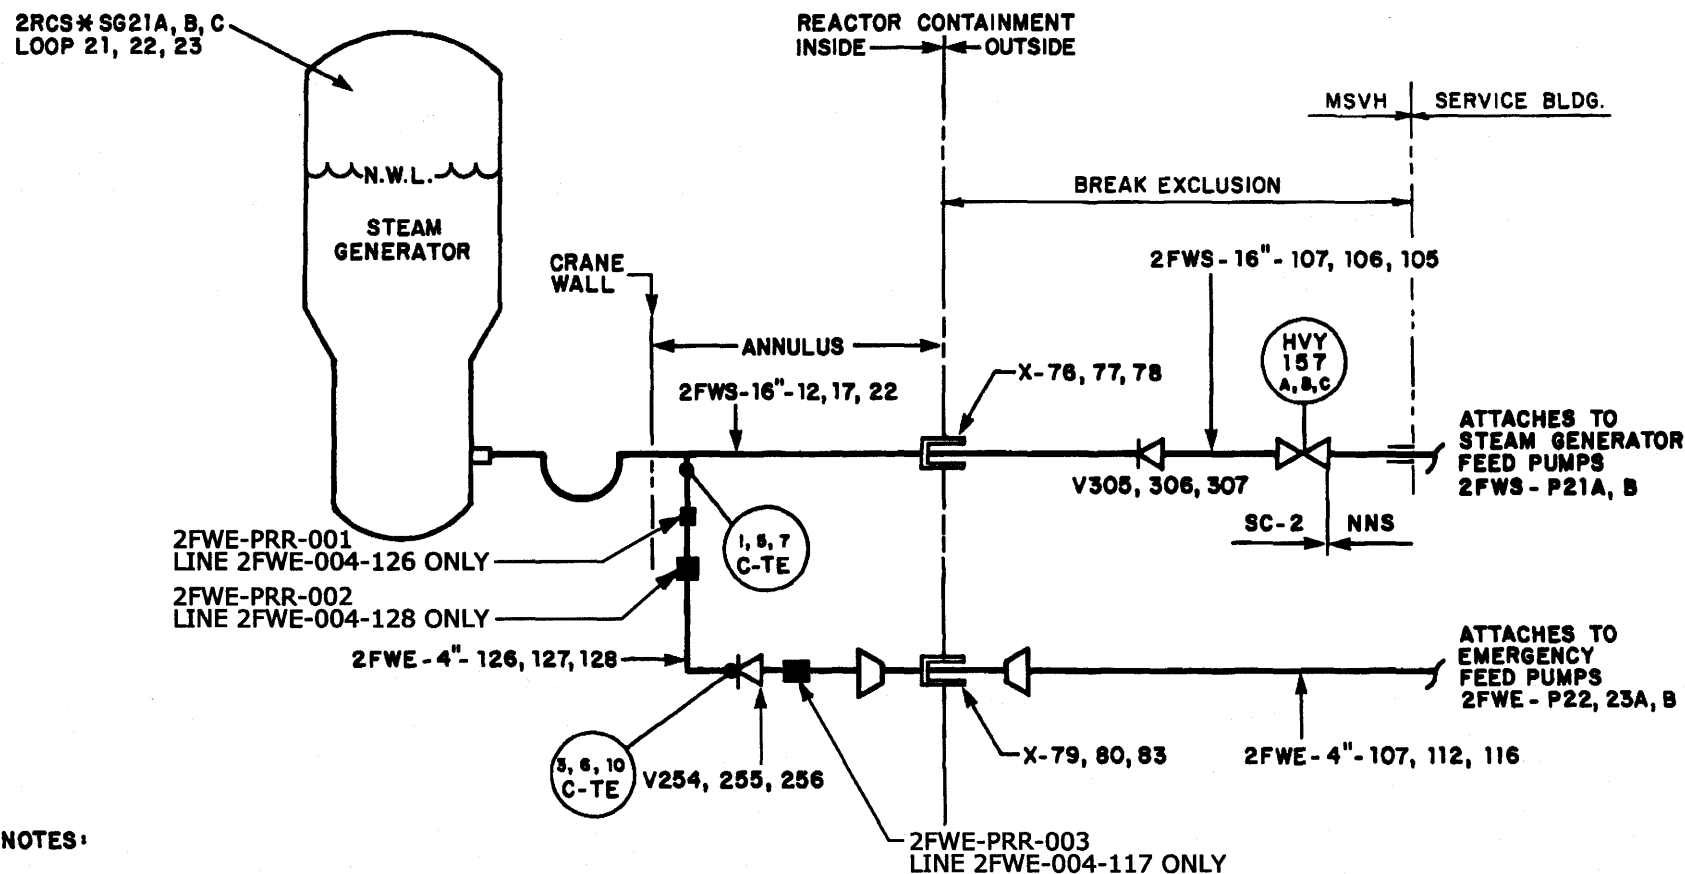 2RCS*SG21A, B, C
LOOP 21, 22, 23
REACTOR CONTAINMENT
INSIDE OUTSIDE
MSVH SERVICE BLDG.
N.W.L.
BREAK EXCLUSION
STEAM
GENERATOR
CRANE
WALL
2FWS-16"-107, 106, 105
ANNULUS
HVY
157
A, B, C
X-76, 77, 78
2FWS-16"-12, 17, 22
ATTACHES TO
STEAM GENERATOR
FEED PUMPS
2FWS-P21A, B
V305, 306, 307
SC-2 NNS
2FWE-PRR-001
LINE 2FWE-004-126 ONLY
1, 5, 7
C-TE
2FWE-PRR-002
LINE 2FWE-004-128 ONLY
2FWE-4"-126, 127, 128
ATTACHES TO
EMERGENCY
FEED PUMPS
2FWE-P22, 23A, B
3, 6, 10
C-TE
V254, 255, 256
X-79, 80, 83
2FWE-4"-107, 112, 116
NOTES:
2FWE-PRR-003
LINE 2FWE-004-117 ONLY